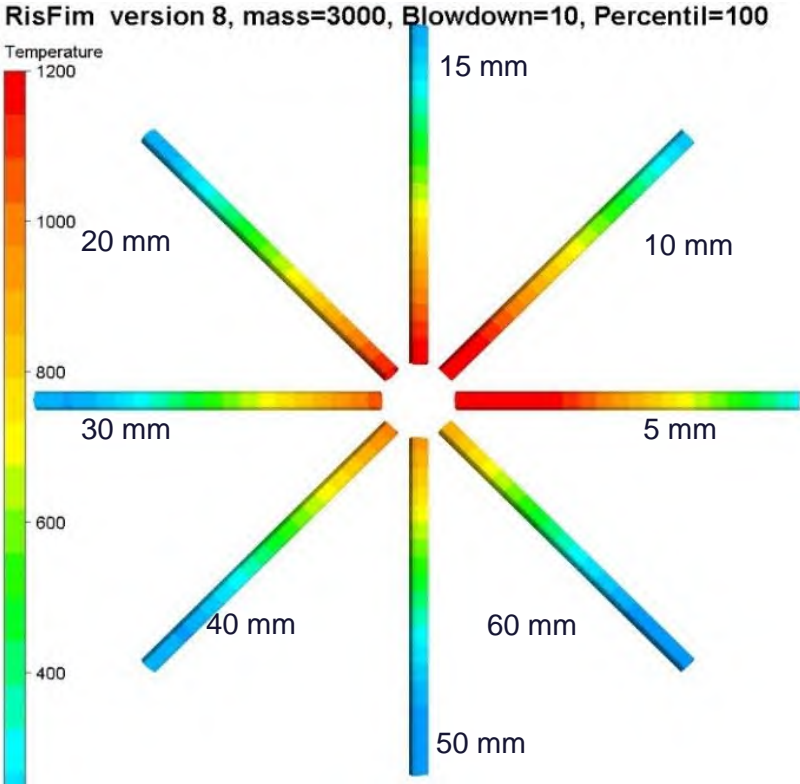 RisFim version 8, mass=3000, Blowdown=10, Percentil=100
Temperature
1200
15 mm
1000
20 mm
10 mm
800
30 mm
5 mm
600
40 mm
60 mm
400
50 mm